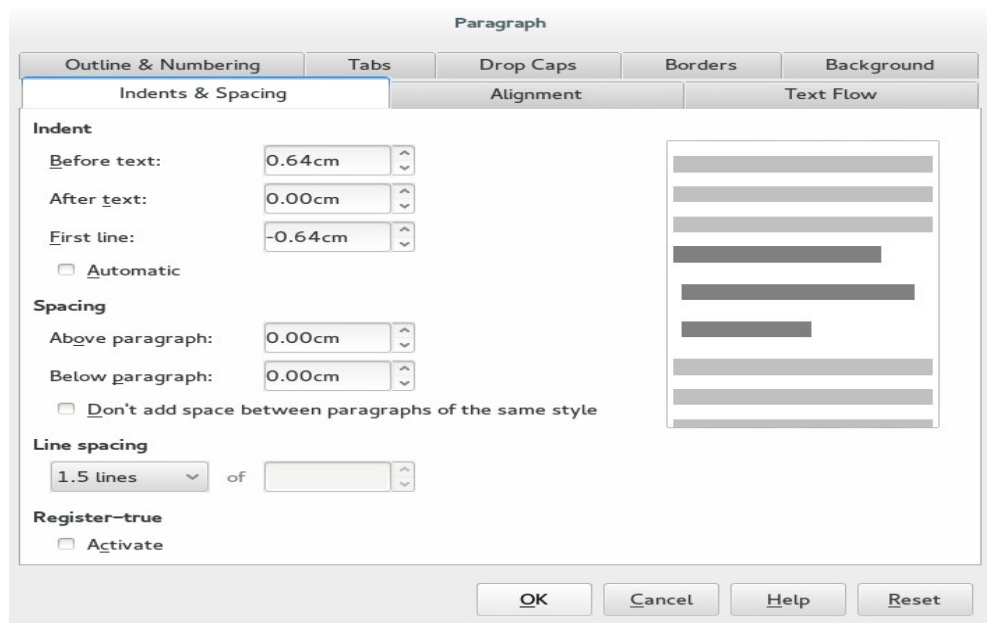 Paragraph
Outline & Numbering Tabs Drop Caps Borders Background
Indents & Spacing Alignment Text Flow
Indent
Before text: 0.64cm
After text: 0.00cm
First line: -0.64cm
Automatic
Spacing
Above paragraph: 0.00cm
Below paragraph: 0.00cm
Don't add space between paragraphs of the same style
Line spacing
1.5 lines of
Register-true
Activate
OK Cancel Help Reset